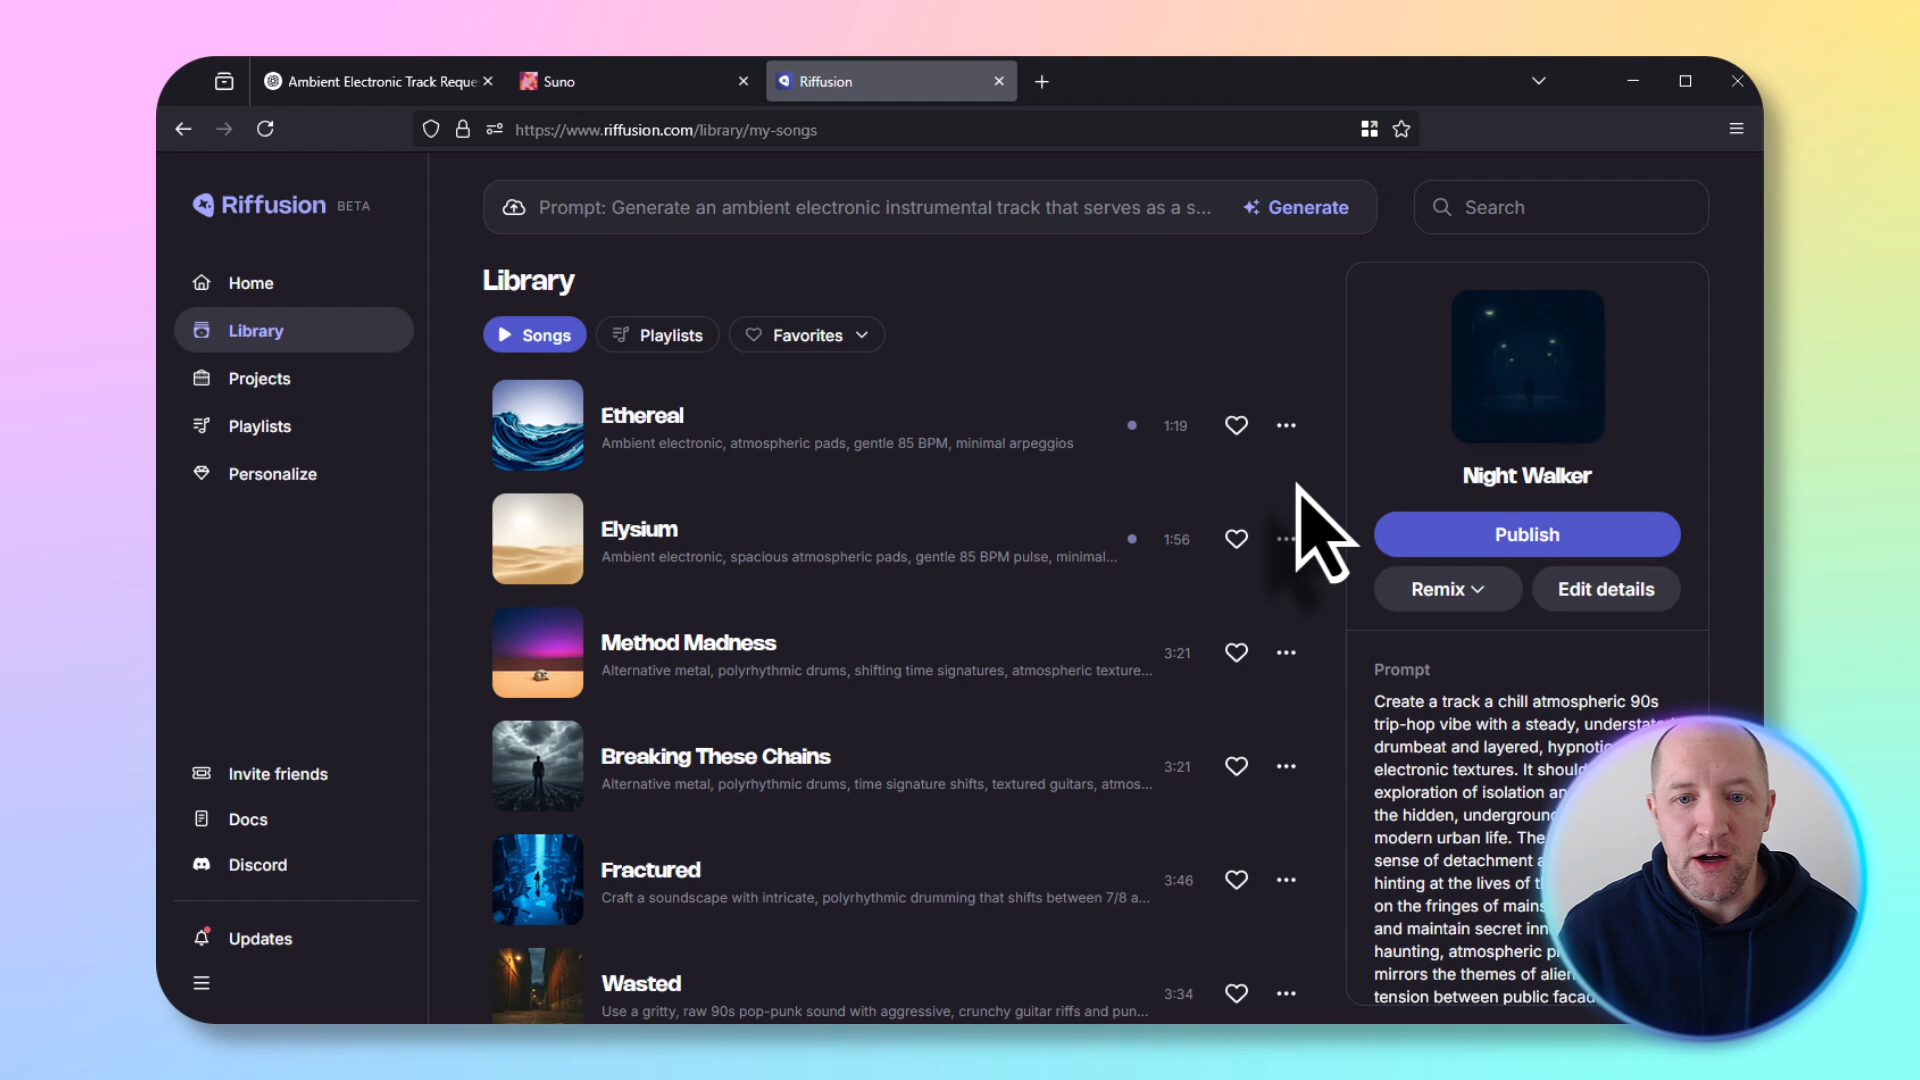 Ambient Electronic Track Reque
Suno
Riffusion
https://www.riffusion.com/library/my-songs
Riffusion BETA
Prompt: Generate an ambient electronic instrumental track that serves as a s...
Generate
Search
Home
Library
Projects
Playlists
Personalize
Invite friends
Docs
Discord
Updates
Library
Songs
Playlists
Favorites
Ethereal
Ambient electronic, atmospheric pads, gentle 85 BPM, minimal arpeggios
1:19
Elysium
Ambient electronic, spacious atmospheric pads, gentle 85 BPM pulse, minimal...
1:56
Method Madness
Alternative metal, polyrhythmic drums, shifting time signatures, atmospheric texture...
3:21
Breaking These Chains
Alternative metal, polyrhythmic drums, time signature shifts, textured guitars, atmos...
3:21
Fractured
Craft a soundscape with intricate, polyrhythmic drumming that shifts between 7/8 a...
3:46
Wasted
Use a gritty, raw 90s pop-punk sound with aggressive, crunchy guitar riffs and pun...
3:34
Night Walker
Publish
Remix
Edit details
Prompt
Create a track a chill atmospheric 90s
trip-hop vibe with a steady, understat
drumbeat and layered, hypnotic
electronic textures. It should
exploration of isolation an
the hidden, underground
modern urban life. The
sense of detachment a
hinting at the lives of t
on the fringes of mains
and maintain secret inn
haunting, atmospheric p
mirrors the themes of alien
tension between public facad